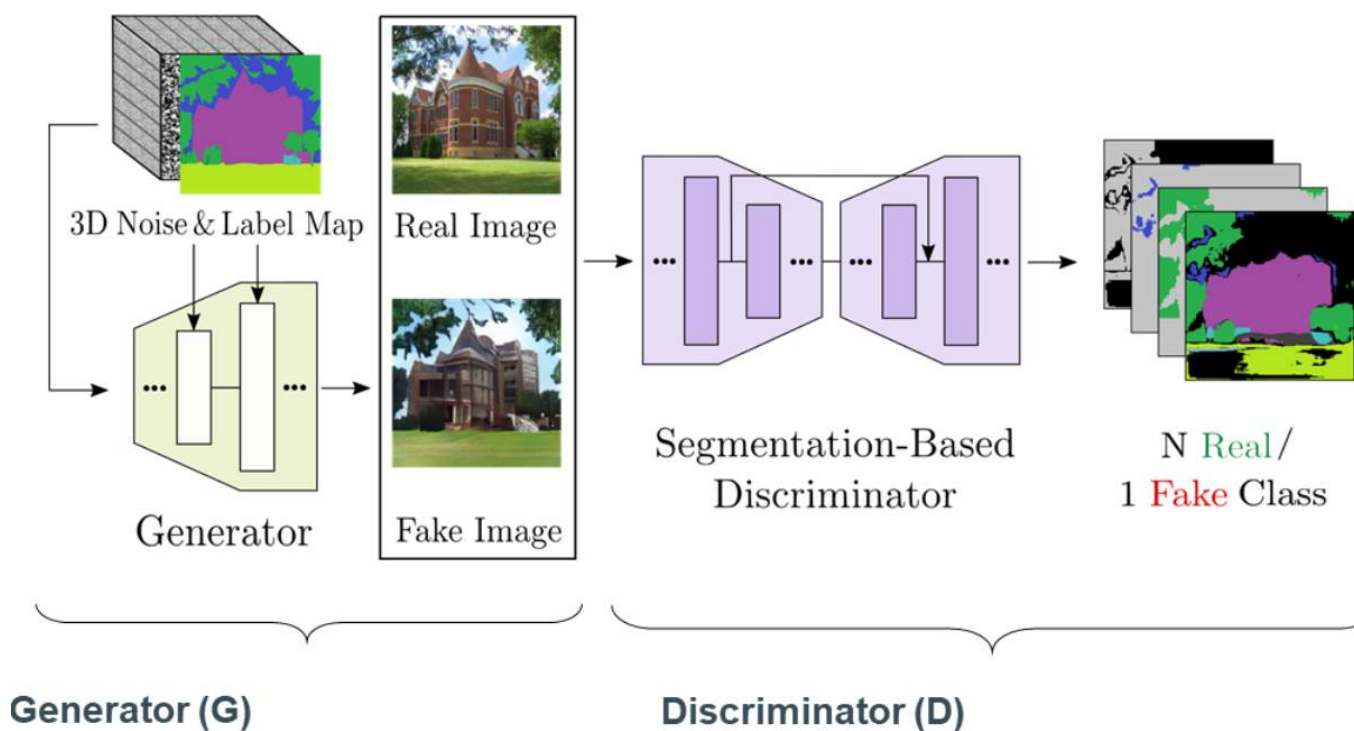 3D Noise & Label Map
Generator
Real Image
Fake Image
Segmentation-Based
Discriminator
N Real/
1 Fake Class
Generator (G)
Discriminator (D)